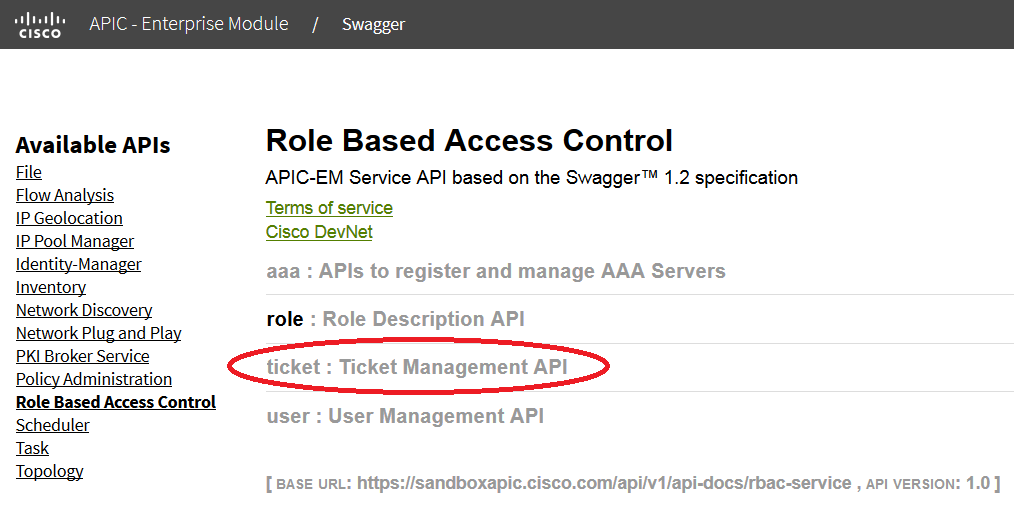 CISCO
APIC - Enterprise Module / Swagger
Available APIs
File
Flow Analysis
IP Geolocation
IP Pool Manager
Identity-Manager
Inventory
Network Discovery
Network Plug and Play
PKI Broker Service
Policy Administration
Role Based Access Control
Scheduler
Task
Topology
Role Based Access Control
APIC-EM Service API based on the Swagger™ 1.2 specification
Terms of service
Cisco DevNet
aaa : APIs to register and manage AAA Servers
role : Role Description API
ticket : Ticket Management API
user : User Management API
[ BASE URL: https://sandboxapic.cisco.com/api/v1/api-docs/rbac-service , API VERSION: 1.0 ]